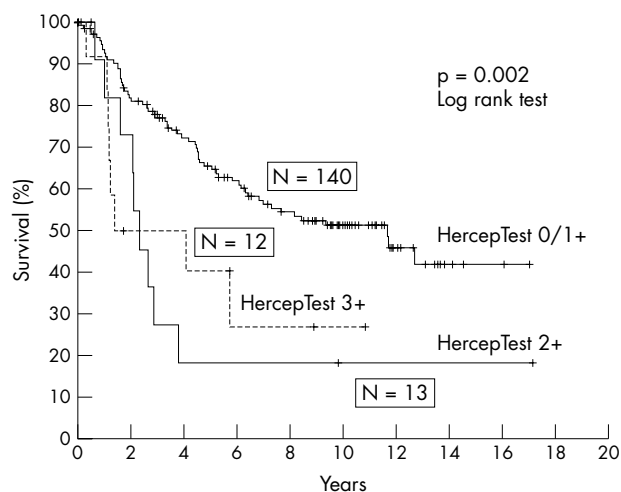 100
90
80
70
60
50
40
30
20
10
0
Survival (%)
p = 0.002
Log rank test
N = 140
HercepTest 0/1+
N = 12
HercepTest 3+
HercepTest 2+
N = 13
0 2 4 6 8 10 12 14 16 18 20
Years